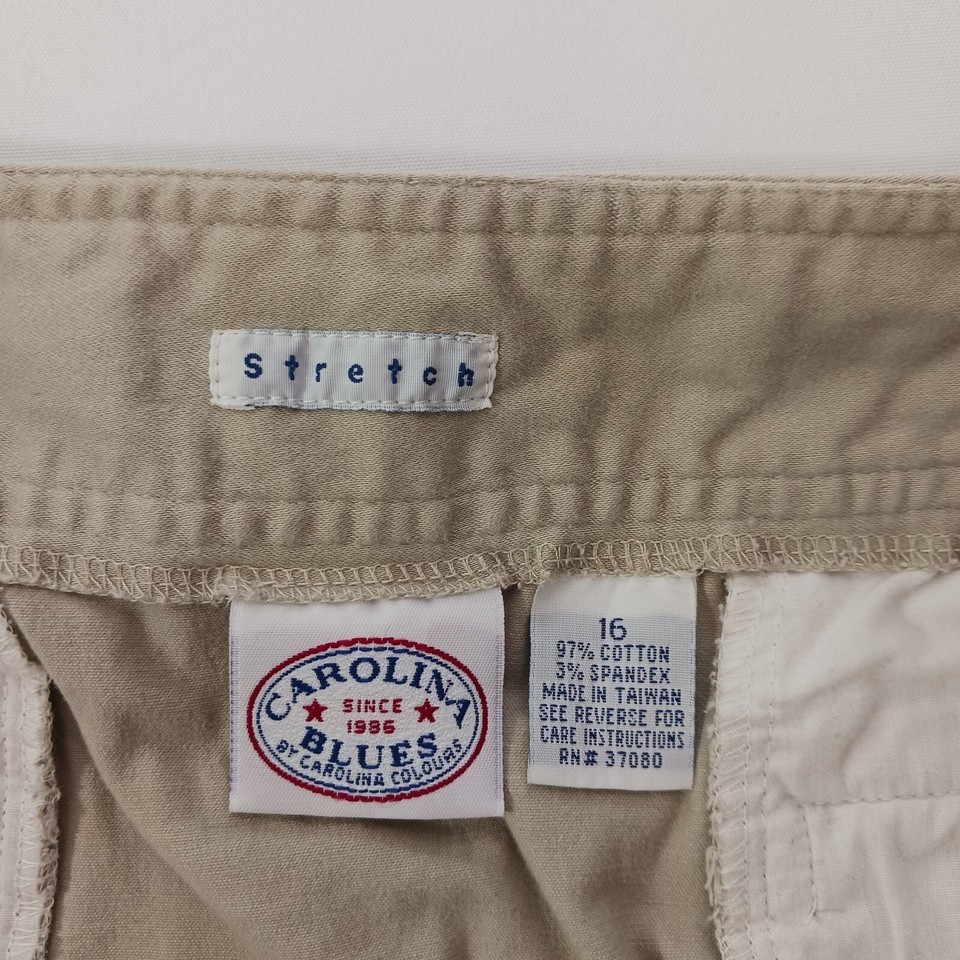 Stretch
CAROLINA
SINCE
1986
BLUES
BY CAROLINA COLOURS
16
97% COTTON
3% SPANDEX
MADE IN TAIWAN
SEE REVERSE FOR
CARE INSTRUCTIONS
RN# 37080